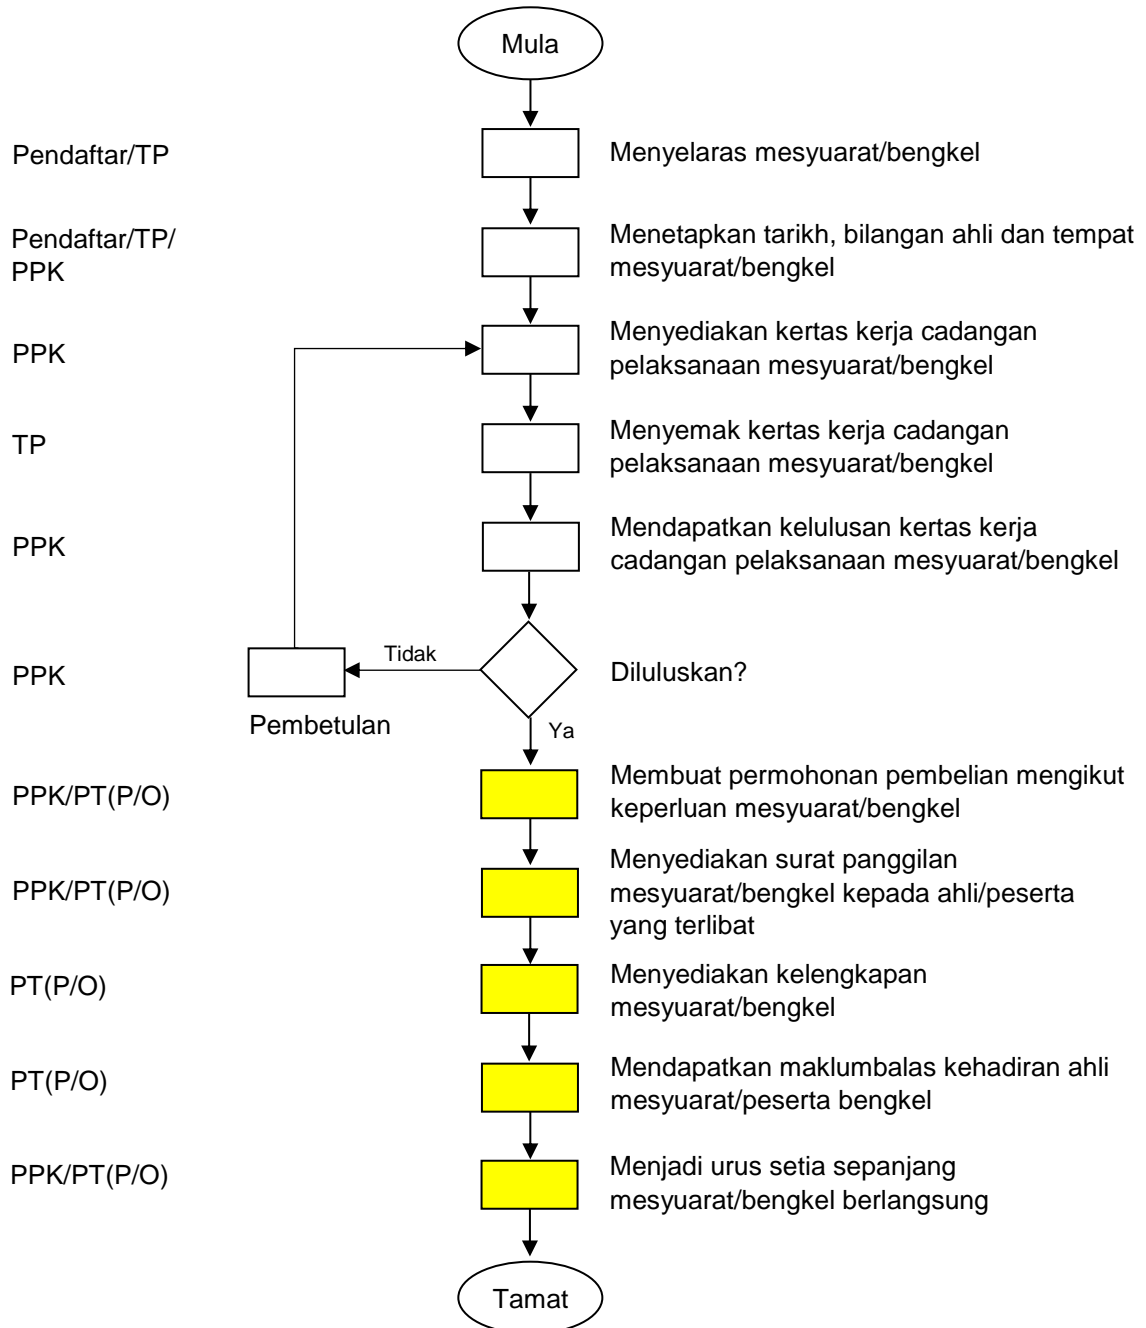 Mula
Pendaftar/TP
Menyelaras mesyuarat/bengkel
Pendaftar/TP/
PPK
Menetapkan tarikh, bilangan ahli dan tempat
mesyuarat/bengkel
PPK
Menyediakan kertas kerja cadangan
pelaksanaan mesyuarat/bengkel
TP
Menyemak kertas kerja cadangan
pelaksanaan mesyuarat/bengkel
PPK
Mendapatkan kelulusan kertas kerja
cadangan pelaksanaan mesyuarat/bengkel
PPK
Tidak
Diluluskan?
Pembetulan
Ya
PPK/PT(P/O)
Membuat permohonan pembelian mengikut
keperluan mesyuarat/bengkel
PPK/PT(P/O)
Menyediakan surat panggilan
mesyuarat/bengkel kepada ahli/peserta
yang terlibat
PT(P/O)
Menyediakan kelengkapan
mesyuarat/bengkel
PT(P/O)
Mendapatkan maklumbalas kehadiran ahli
mesyuarat/peserta bengkel
PPK/PT(P/O)
Menjadi urus setia sepanjang
mesyuarat/bengkel berlangsung
Tamat